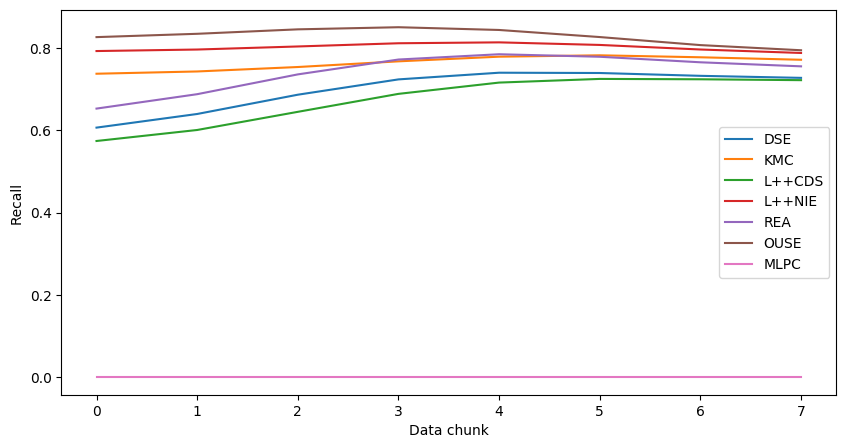 0.8
0.6
0.4
0.2
0.0
Recall
0 1 2 3 4 5 6 7
Data chunk
DSE
KMC
L++CDS
L++NIE
REA
OUSE
MLPC